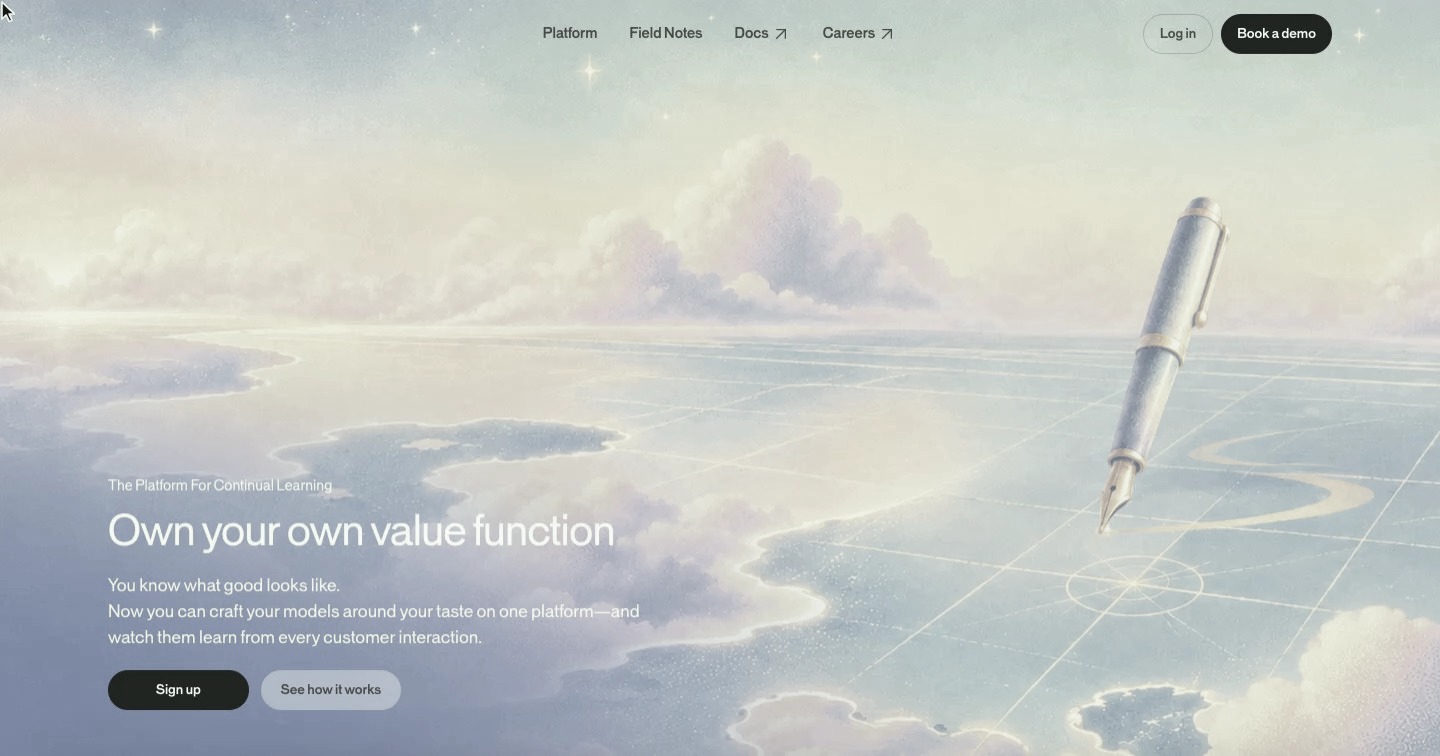 Platform
Field Notes
Docs
Careers
Log in
Book a demo
The Platform For Continual Learning
Own your own value function
You know what good looks like.
Now you can craft your models around your taste on one platform—and
watch them learn from every customer interaction.
Sign up
See how it works